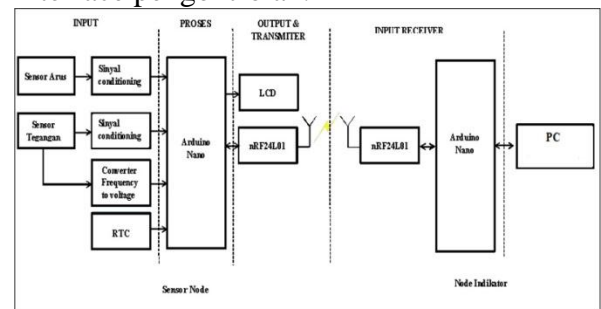 INPUT
PROSES
OUTPUT &
TRANSMITER
INPUT RECEIVER
Sensor Arus
Sinyal
conditioning
Sensor
Tegangan
Sinyal
conditioning
Converter
Frequency
to voltage
RTC
Arduino
Nano
LCD
nRF24L01
nRF24L01
Arduino
Nano
PC
Sensor Node
Node Indikator